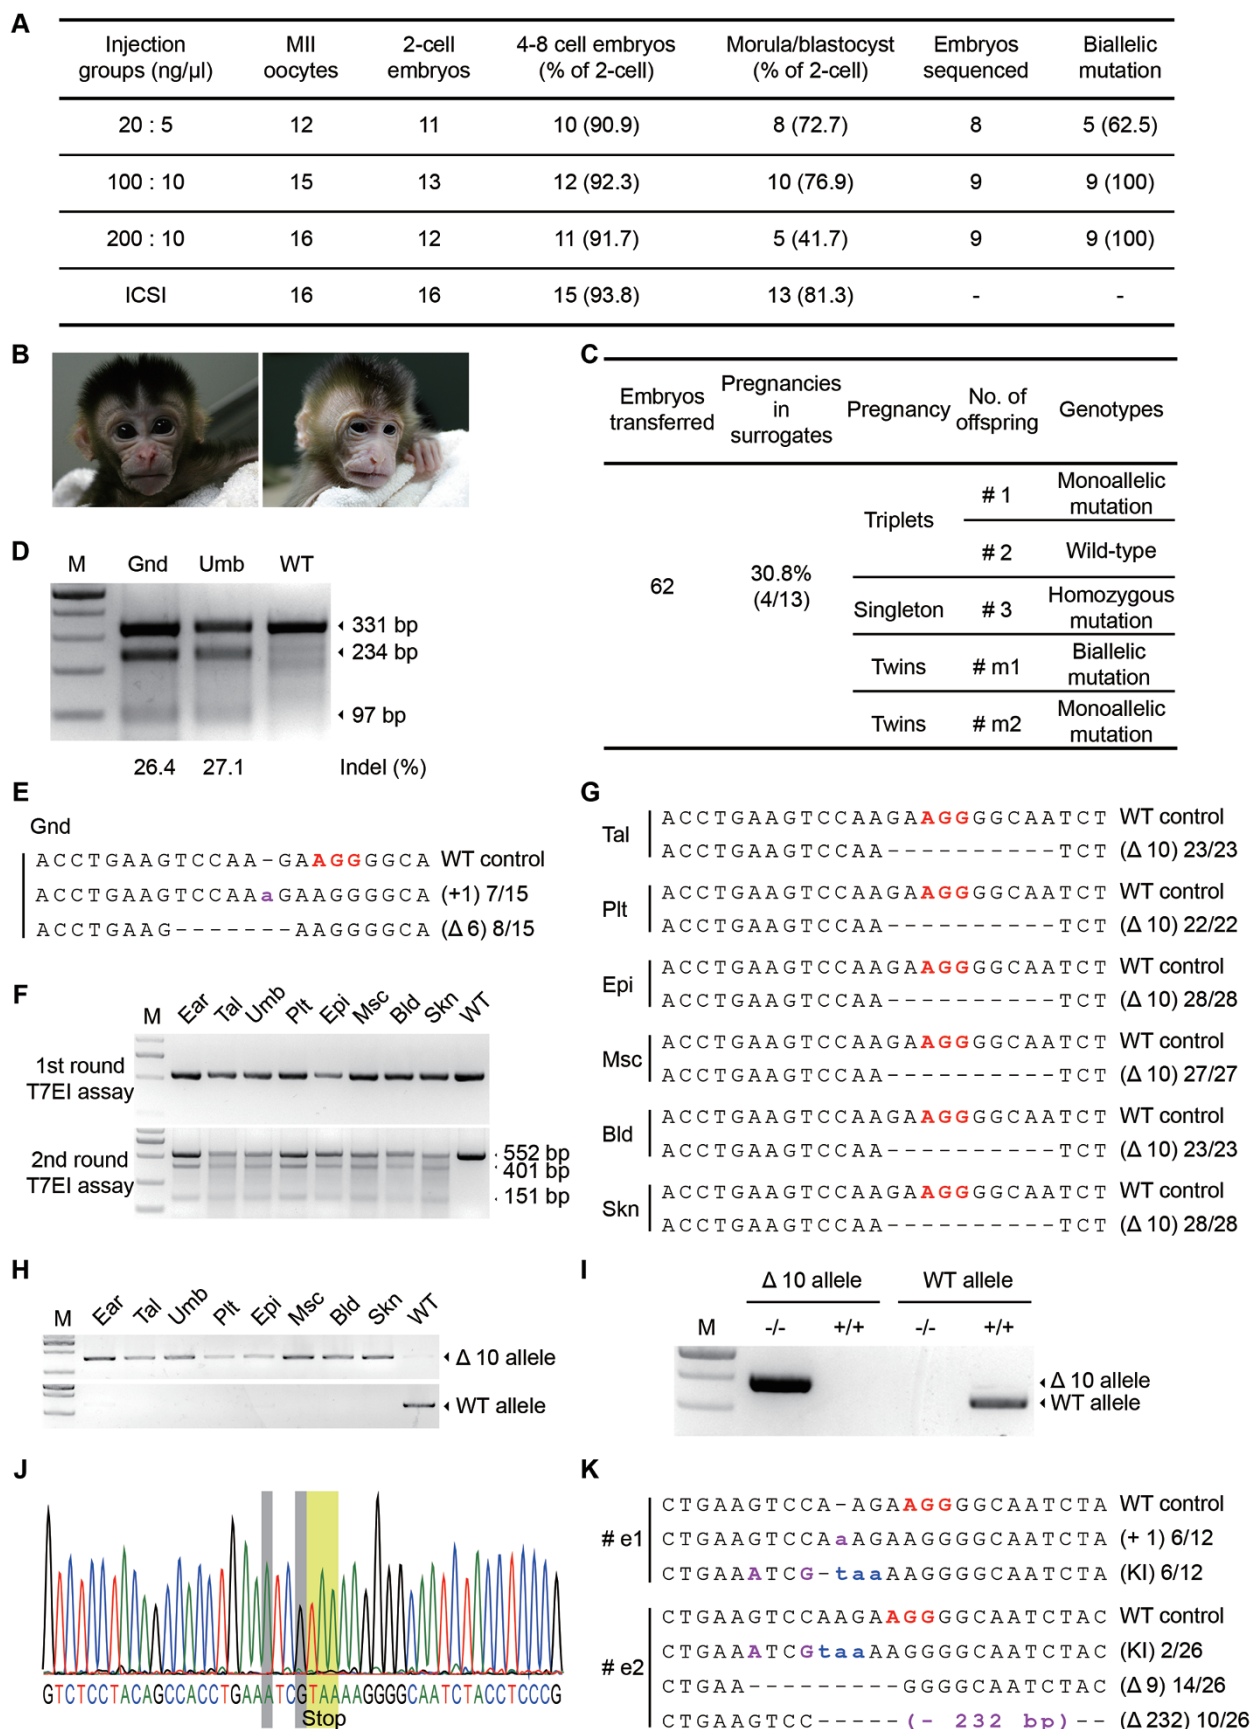 A
Injection groups (ng/µl) MII oocytes 2-cell embryos 4-8 cell embryos (% of 2-cell) Morula/blastocyst (% of 2-cell) Embryos sequenced Biallelic mutation
20 : 5 12 11 10 (90.9) 8 (72.7) 8 5 (62.5)
100 : 10 15 13 12 (92.3) 10 (76.9) 9 9 (100)
200 : 10 16 12 11 (91.7) 5 (41.7) 9 9 (100)
ICSI 16 16 15 (93.8) 13 (81.3) - -
B
C
Embryos transferred Pregnancies in surrogates Pregnancy No. of offspring Genotypes
62 30.8% (4/13)
Triplets # 1 Monoallelic mutation
# 2 Wild-type
Singleton # 3 Homozygous mutation
Twins # m1 Biallelic mutation
Twins # m2 Monoallelic mutation
D
M Gnd Umb WT
331 bp
234 bp
97 bp
26.4 27.1 Indel (%)
E
Gnd
ACCTGAAGTCCAA-GAAGGGGCA WT control
ACCTGAAGTCCAAaGAAGGGGCA (+1) 7/15
ACCTGAAG-------AAGGGGCA (Δ 6) 8/15
F
M Ear Tal Umb Plt Epi Msc Bld Skn WT
1st round T7EI assay
2nd round T7EI assay
552 bp
401 bp
151 bp
G
Tal
ACCTGAAGTCCAAGAAGGGGCAATCT WT control
ACCTGAAGTCCAA----------TCT (Δ 10) 23/23
Plt
ACCTGAAGTCCAAGAAGGGGCAATCT WT control
ACCTGAAGTCCAA----------TCT (Δ 10) 22/22
Epi
ACCTGAAGTCCAAGAAGGGGCAATCT WT control
ACCTGAAGTCCAA----------TCT (Δ 10) 28/28
Msc
ACCTGAAGTCCAAGAAGGGGCAATCT WT control
ACCTGAAGTCCAA----------TCT (Δ 10) 27/27
Bld
ACCTGAAGTCCAAGAAGGGGCAATCT WT control
ACCTGAAGTCCAA----------TCT (Δ 10) 23/23
Skn
ACCTGAAGTCCAAGAAGGGGCAATCT WT control
ACCTGAAGTCCAA----------TCT (Δ 10) 28/28
H
M Ear Tal Umb Plt Epi Msc Bld Skn WT
Δ 10 allele
WT allele
I
Δ 10 allele WT allele
M -/- +/+ -/- +/+
Δ 10 allele
WT allele
J
GTCTCCTACAGCCACCTGAAATCGTAAAAGGGGCAATCTACCTCCCG
Stop
K
# e1
CTGAAGTCCA-AGAAGGGGCAATCTA WT control
CTGAAGTCCAaAGAAGGGGCAATCTA (+ 1) 6/12
CTGAAATCG-taaAAGGGGCAATCTA (KI) 6/12
# e2
CTGAAGTCCAAGAAGGGGCAATCTAC WT control
CTGAAATCGtaaAAGGGGCAATCTAC (KI) 2/26
CTGAA---------GGGGCAATCTAC (Δ 9) 14/26
CTGAAGTCC-----(- 232 bp)-- (Δ 232) 10/26